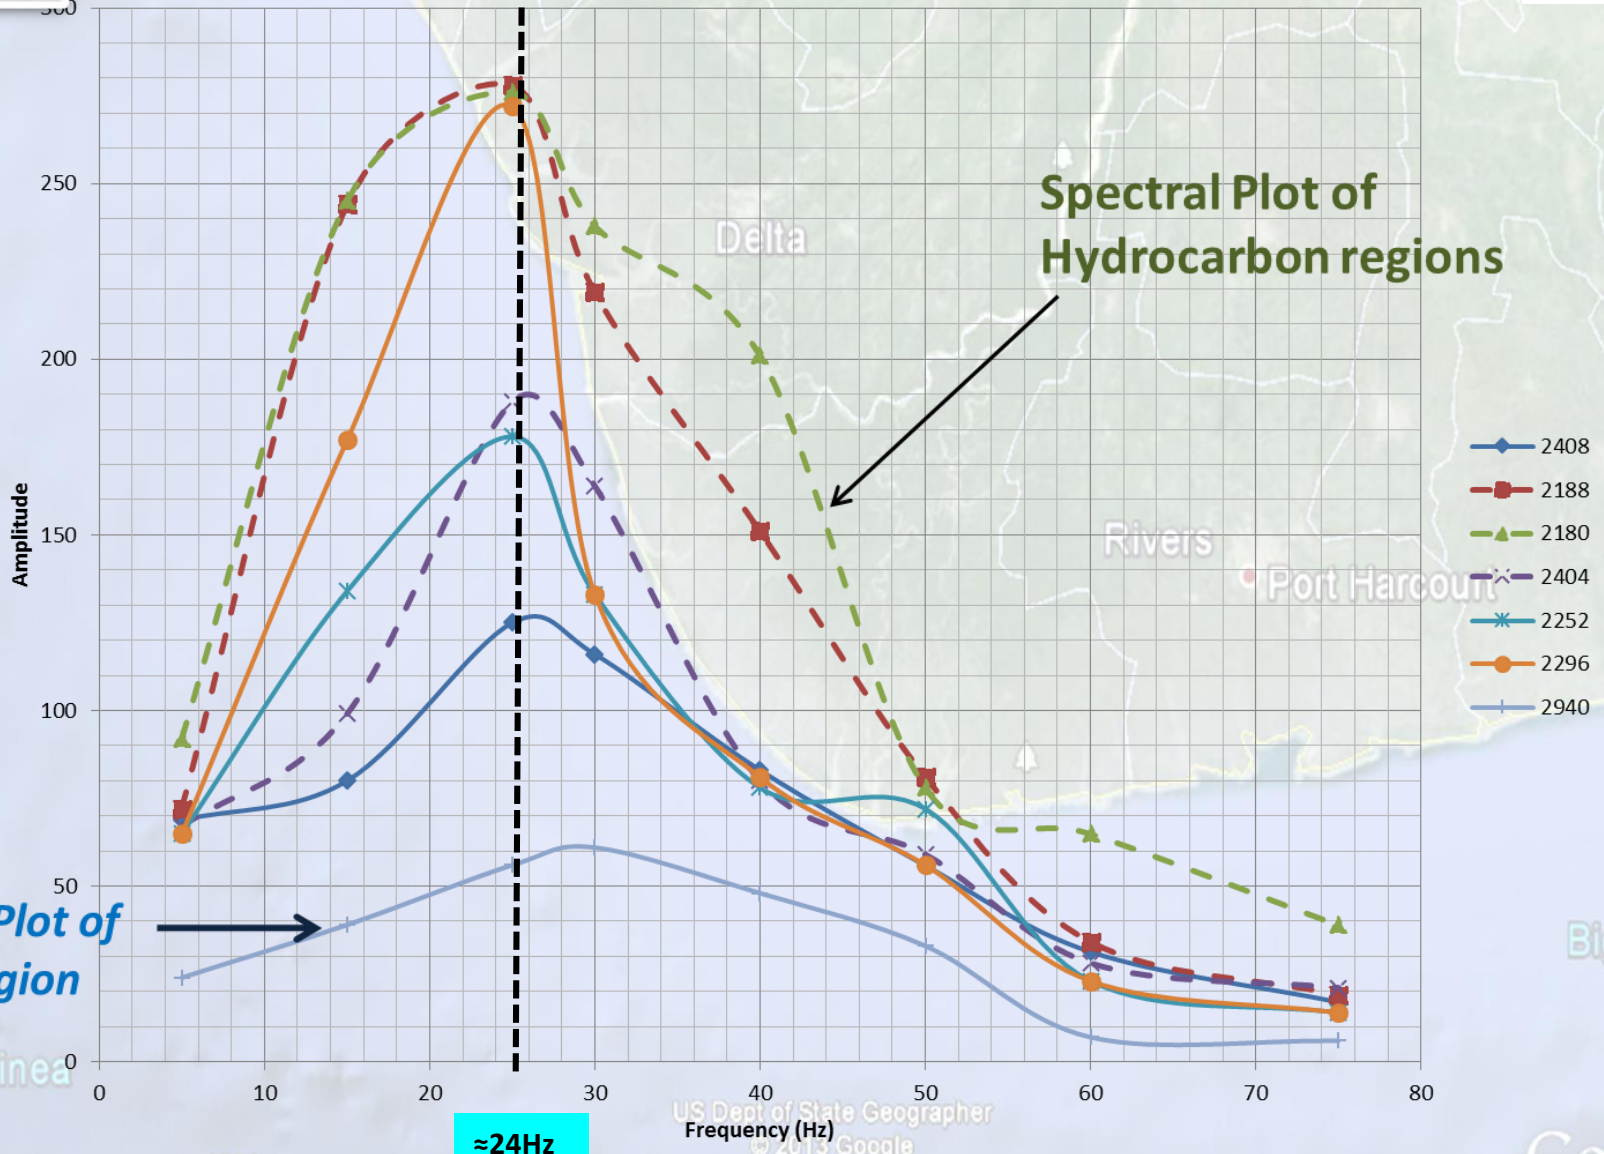 300
250
200
150
100
50
0
Amplitude
0 10 20 30 40 50 60 70 80
Frequency (Hz)
≈24Hz
Spectral Plot of
Hydrocarbon regions
Plot of
2408
2188
2180
2404
2252
2296
2940
Delta
Rivers
Port Harcourt
US Dept of State Geographer
© 2013 Google